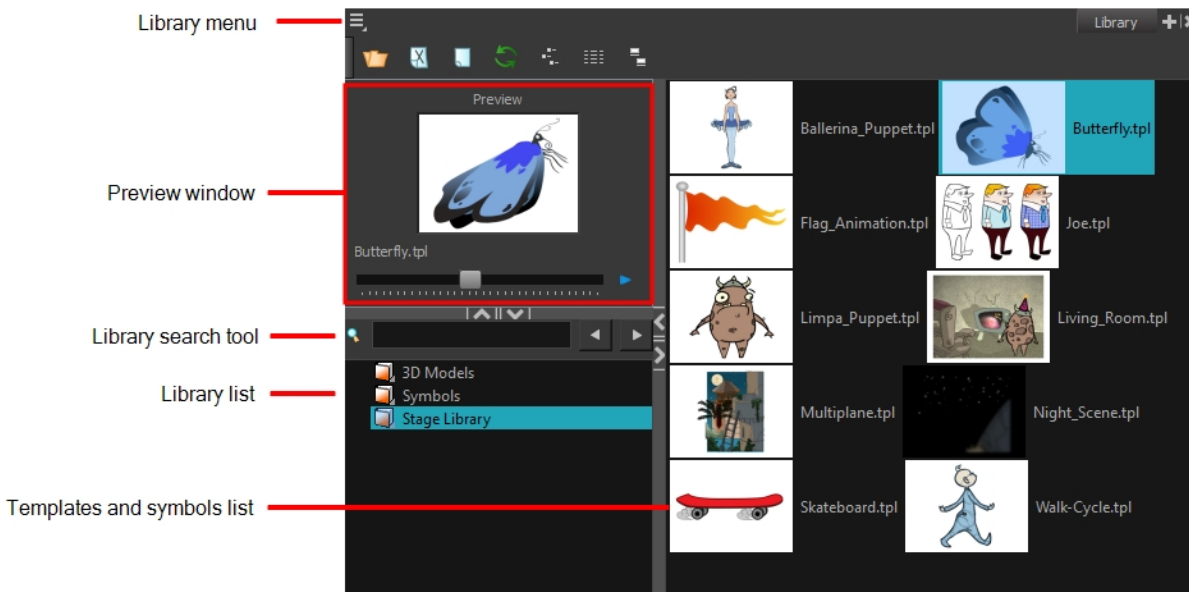 Library menu
Library
Preview
Preview window
Butterfly.tpl
Library search tool
Library list
3D Models
Symbols
Stage Library
Templates and symbols list
Ballerina_Puppet.tpl
Butterfly.tpl
Flag_Animation.tpl
Joe.tpl
Limpa_Puppet.tpl
Living_Room.tpl
Multiplane.tpl
Night_Scene.tpl
Skateboard.tpl
Walk-Cycle.tpl